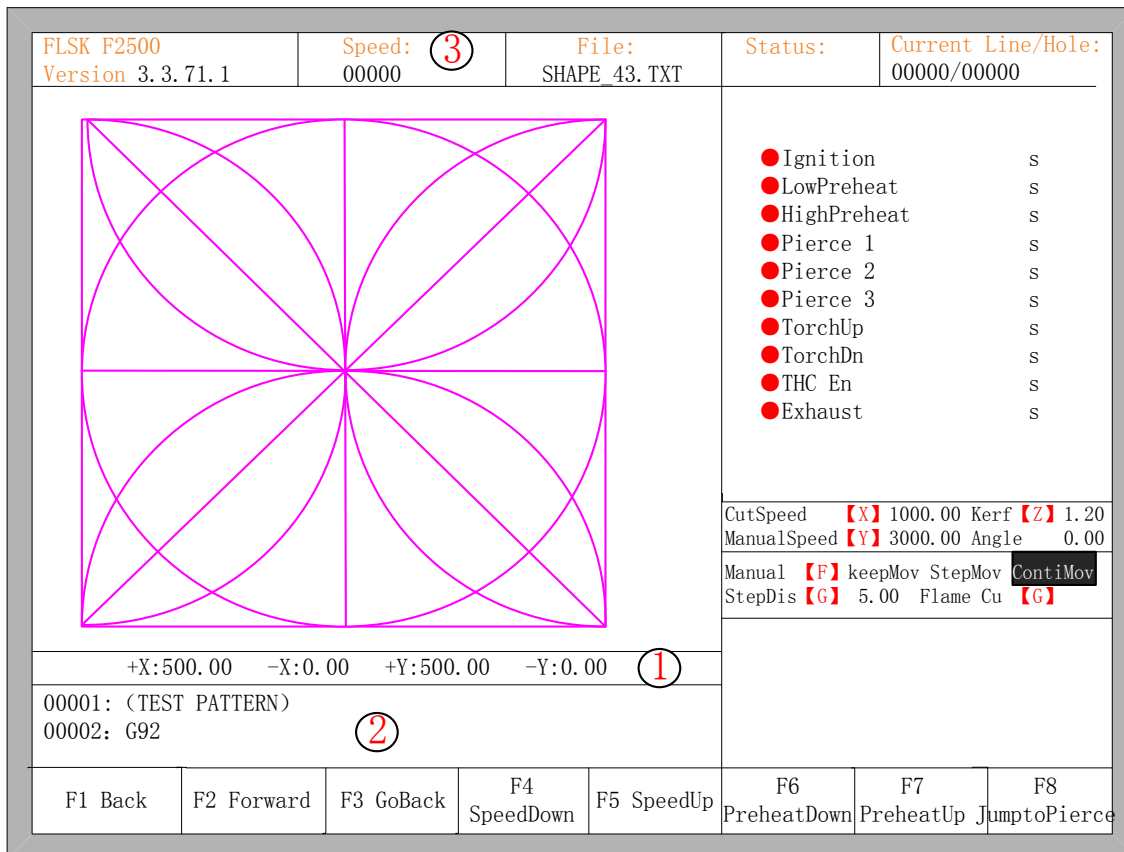 FLSK F2500
Version 3.3.71.1
Speed: ③
00000
File:
SHAPE_43.TXT
Status:
Current Line/Hole:
00000/00000
●Ignition s
●LowPreheat s
●HighPreheat s
●Pierce 1 s
●Pierce 2 s
●Pierce 3 s
●TorchUp s
●TorchDn s
●THC En s
●Exhaust s
CutSpeed 【X】 1000.00 Kerf 【Z】 1.20
ManualSpeed 【Y】 3000.00 Angle 0.00
Manual 【F】 keepMov StepMov ContiMov
StepDis 【G】 5.00 Flame Cu 【G】
+X:500.00 -X:0.00 +Y:500.00 -Y:0.00 ①
00001: (TEST PATTERN)
00002: G92 ②
F1 Back
F2 Forward
F3 GoBack
F4
SpeedDown
F5 SpeedUp
F6
PreheatDown
F7
PreheatUp
F8
JumptoPierce